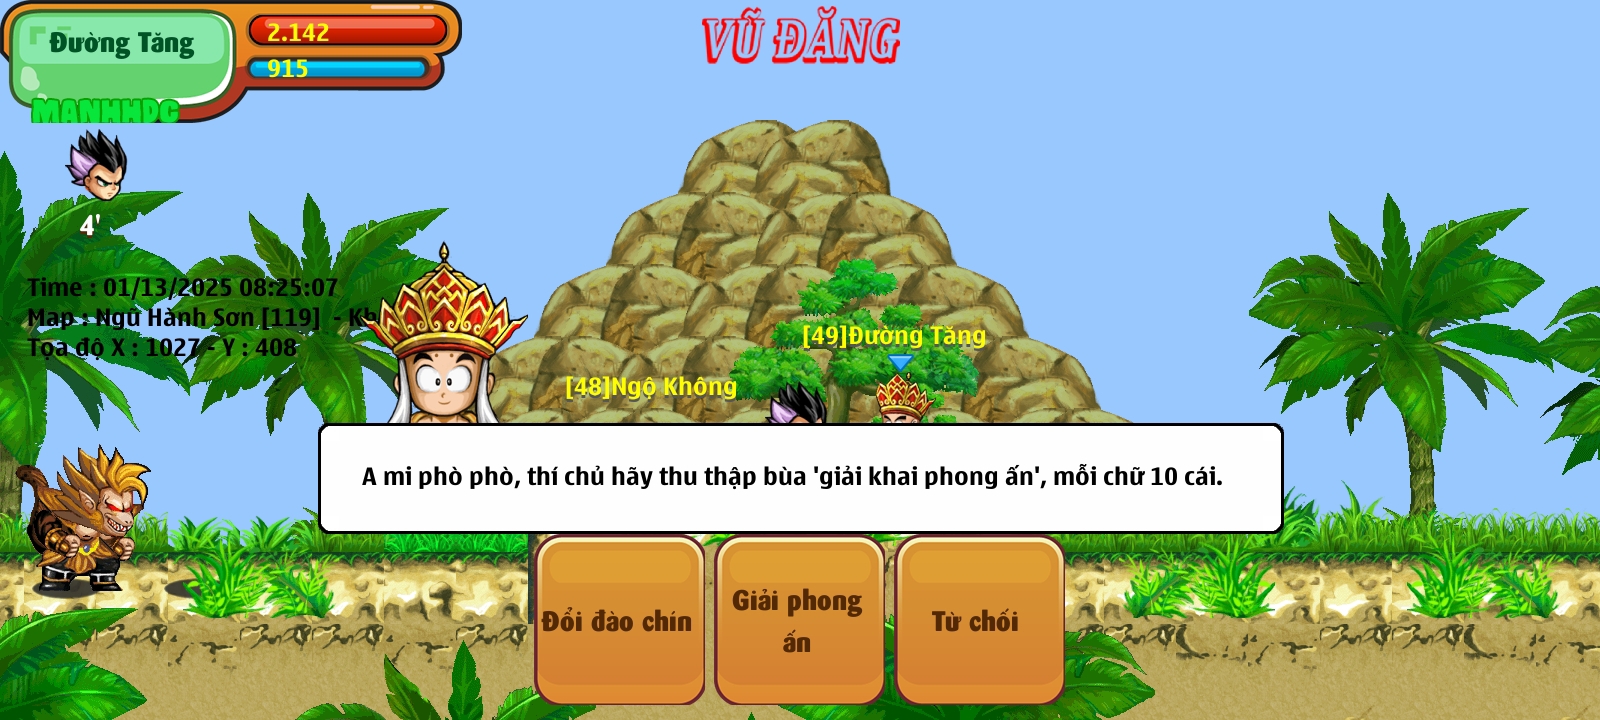 Đường Tăng
2.142
915
MANHHDC
VŨ ĐĂNG
4'
Time : 01/13/2025 08:25:07
Map : Ngũ Hành Sơn [119] - Kh
Tọa độ X : 1027 - Y : 408
[49]Đường Tăng
[48]Ngộ Không
A mi phò phò, thí chủ hãy thu thập bùa 'giải khai phong ấn', mỗi chữ 10 cái.
Đổi đào chín
Giải phong
ấn
Từ chối